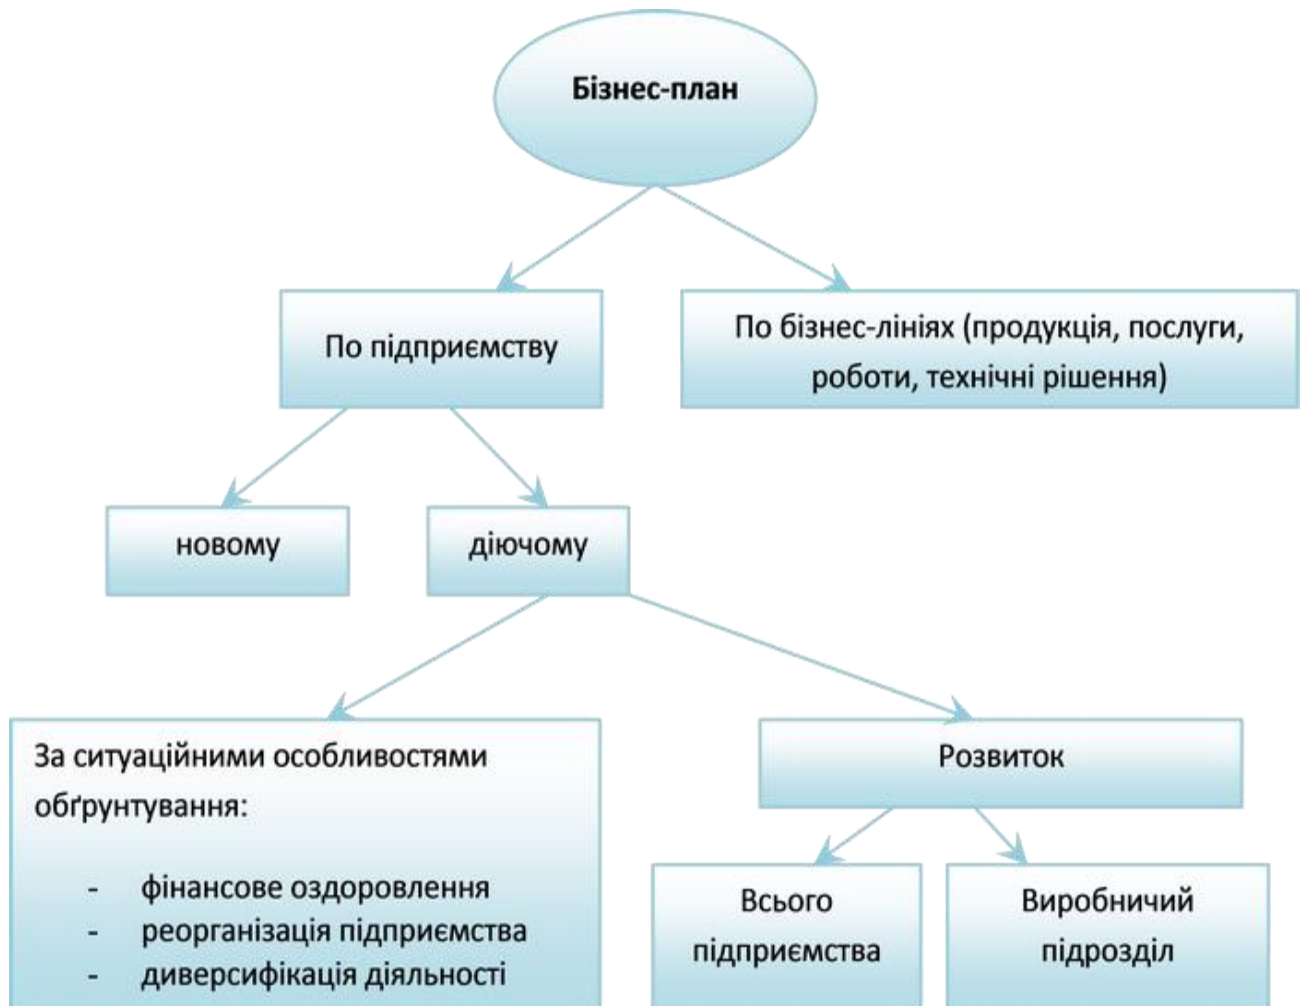 Бізнес-план
По підприємству
По бізнес-лініях (продукція, послуги,
роботи, технічні рішення)
новому
діючому
За ситуаційними особливостями
обґрунтування:
- фінансове оздоровлення
- реорганізація підприємства
- диверсифікація діяльності
Розвиток
Всього
підприємства
Виробничий
підрозділ